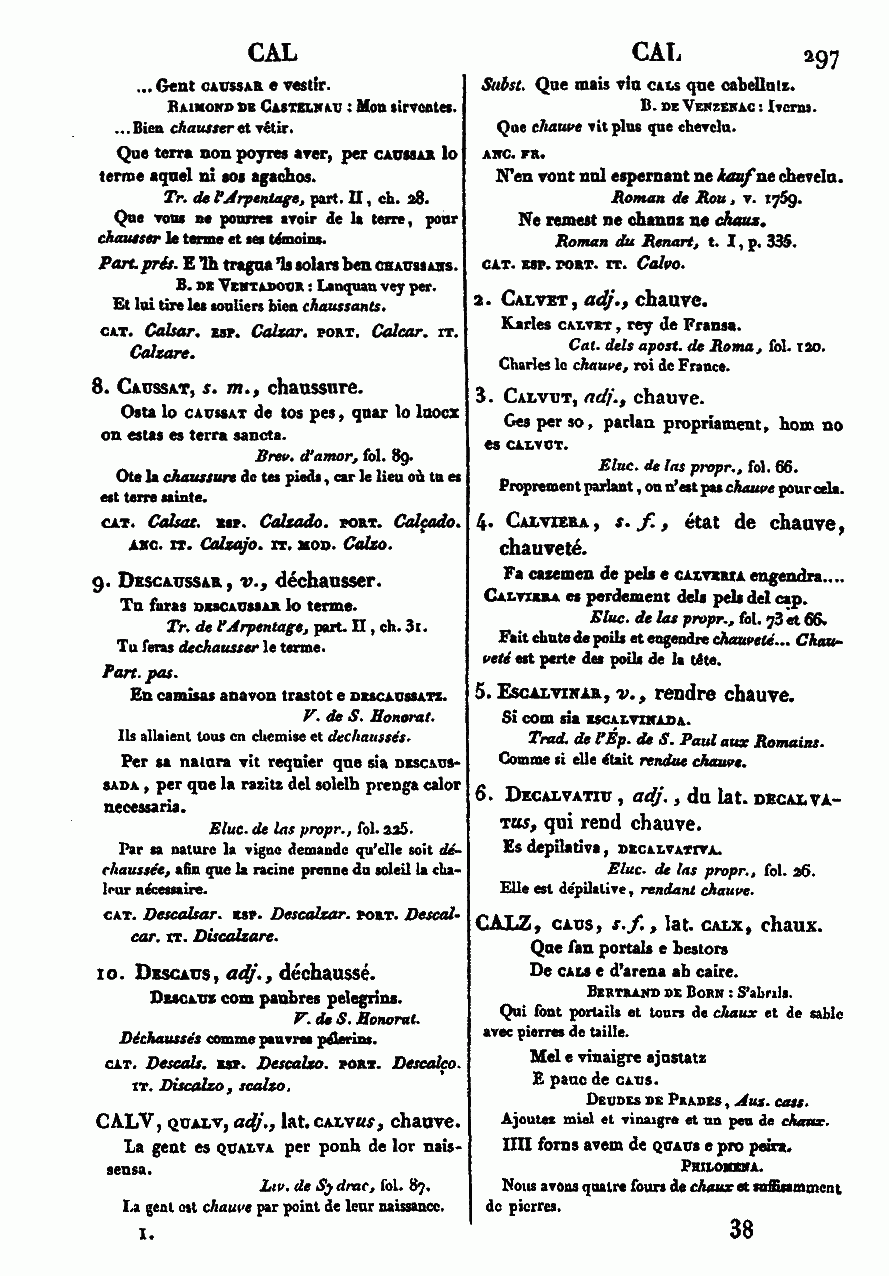 CAL
...Gent CAUSSAR e vestir.
RAIMOND DE CASTELNAU : Mon sirventes.
...Bien chausser et vêtir.
Que terra non poyres aver, per CAUSSAR lo
terme aquel ni sos agachos.
Tr. de l'Arpentage, part. II, ch. 28.
Que vous ne pourres avoir de la terre, pour
chausser le terme et ses témoins.
Part. prés. E 'lh tragua 'ls solars ben CHAUSSANS.
B. DE VENTADOUR : Lanquan vey per.
Et lui tire les souliers bien chaussants.
CAT. Calsar. ESP. Calzar. PORT. Calcar. IT.
Calzare.
8. CAUSSAT, s. m., chaussure.
Osta lo CAUSSAT de tos pes, quar lo luocx
on estas es terra sancta.
Brev. d'amor, fol. 89.
Ote la chaussure de tes pieds, car le lieu où tu es
est terre sainte.
CAT. Calsat. ESP. Calzado. PORT. Calçado.
ANC. IT. Calzajo. IT. MOD. Calzo.
9. DESCAUSSAR, v., déchausser.
Tu faras DESCAUSSAR lo terme.
Tr. de l'Arpentage, part. II, ch. 31.
Tu feras dechausser le terme.
Part. pas.
En camisas anavon trastot e DESCAUSSATZ.
V. de S. Honorat.
Ils allaient tous en chemise et dechaussés.
Per sa natura vit requier que sia DESCAUS-
SADA, per que la razitz del solelh prenga calor
necessaria.
Eluc. de las propr., fol. 225.
Par sa nature la vigne demande qu'elle soit dé-
chaussée, afin que la racine prenne du soleil la cha-
leur nécessaire.
CAT. Descalsar. ESP. Descalzar. PORT. Descal-
car. IT. Discalzare.
10. DESCAUS, adj., déchaussé.
DESCAUZ com paubres pelegrins.
V. de S. Honorat.
Déchaussés comme pauvres pélerins.
CAT. Descals. ESP. Descalzo. PORT. Descalço.
IT. Discalzo, scalzo.
CALV, QUALV, adj., lat. CALVUS, chauve.
La gent es QUALVA per ponh de lor nais-
sensa.
Liv. de Sydrac, fol. 87.
La gent est chauve par point de leur naissance.
I.
CAL 297
Subst. Que mais vin CALS que cabellutz.
B. DE VENZENAC : Iverns.
Que chauve vit plus que chevelu.
ANC. FR.
N'en vont nul espernant ne kauf ne chevelu.
Roman de Rou, v. 1759.
Ne remest ne chanuz ne chaux.
Roman du Renart, t. I, p. 335.
CAT. ESP. PORT. IT. Calvo.
2. CALVET, adj., chauve.
Karles CALVET, rey de Fransa.
Cat. dels apost. de Roma, fol. 120.
Charles le chauve, roi de France.
3. CALVUT, adj., chauve.
Ges per so, parlan propriament, hom no
es CALVUT.
Eluc. de las propr., fol. 66.
Proprement parlant, on n'est pas chauve pour cela.
4. CALVIERA, s. f., état de chauve,
chauveté.
Fa cazemen de pels e CALVERIA engendra....
CALVIERA es perdement dels pels del cap.
Eluc. de las propr., fol. 73 et 66.
Fait chute de poils et engendre chauveté... Chau-
veté est perte des poils de la tête.
5. ESCALVINAR, v., rendre chauve.
Si com sia ESCALVINADA.
Trad. de l'Ép. de S. Paul aux Romains.
Comme si elle était rendue chauve.
6. DECALVATIU, adj., du lat. DECALVA-
TUS, qui rend chauve.
Es depilativa, DECALVATIVA.
Eluc. de las propr., fol. 26.
Elle est dépilative, rendant chauve.
CALZ, CAUS, s. f., lat. CALX, chaux.
Que fan portals e bestors
De CALS e d'arena ab caire.
BERTRAND DE BORN : S'abrils.
Qui font portails et tours de chaux et de sable
avec pierres de taille.
Mel e vinaigre ajustatz
E pauc de CAUS.
DEUDES DE PRADES, Aus. cass.
Ajoutez miel et vinaigre et un peu de chaux.
IIII forns avem de QUAUS e pro peira.
PHILOMENA.
Nous avons quatre fours de chaux et suffisamment
de pierres.
38